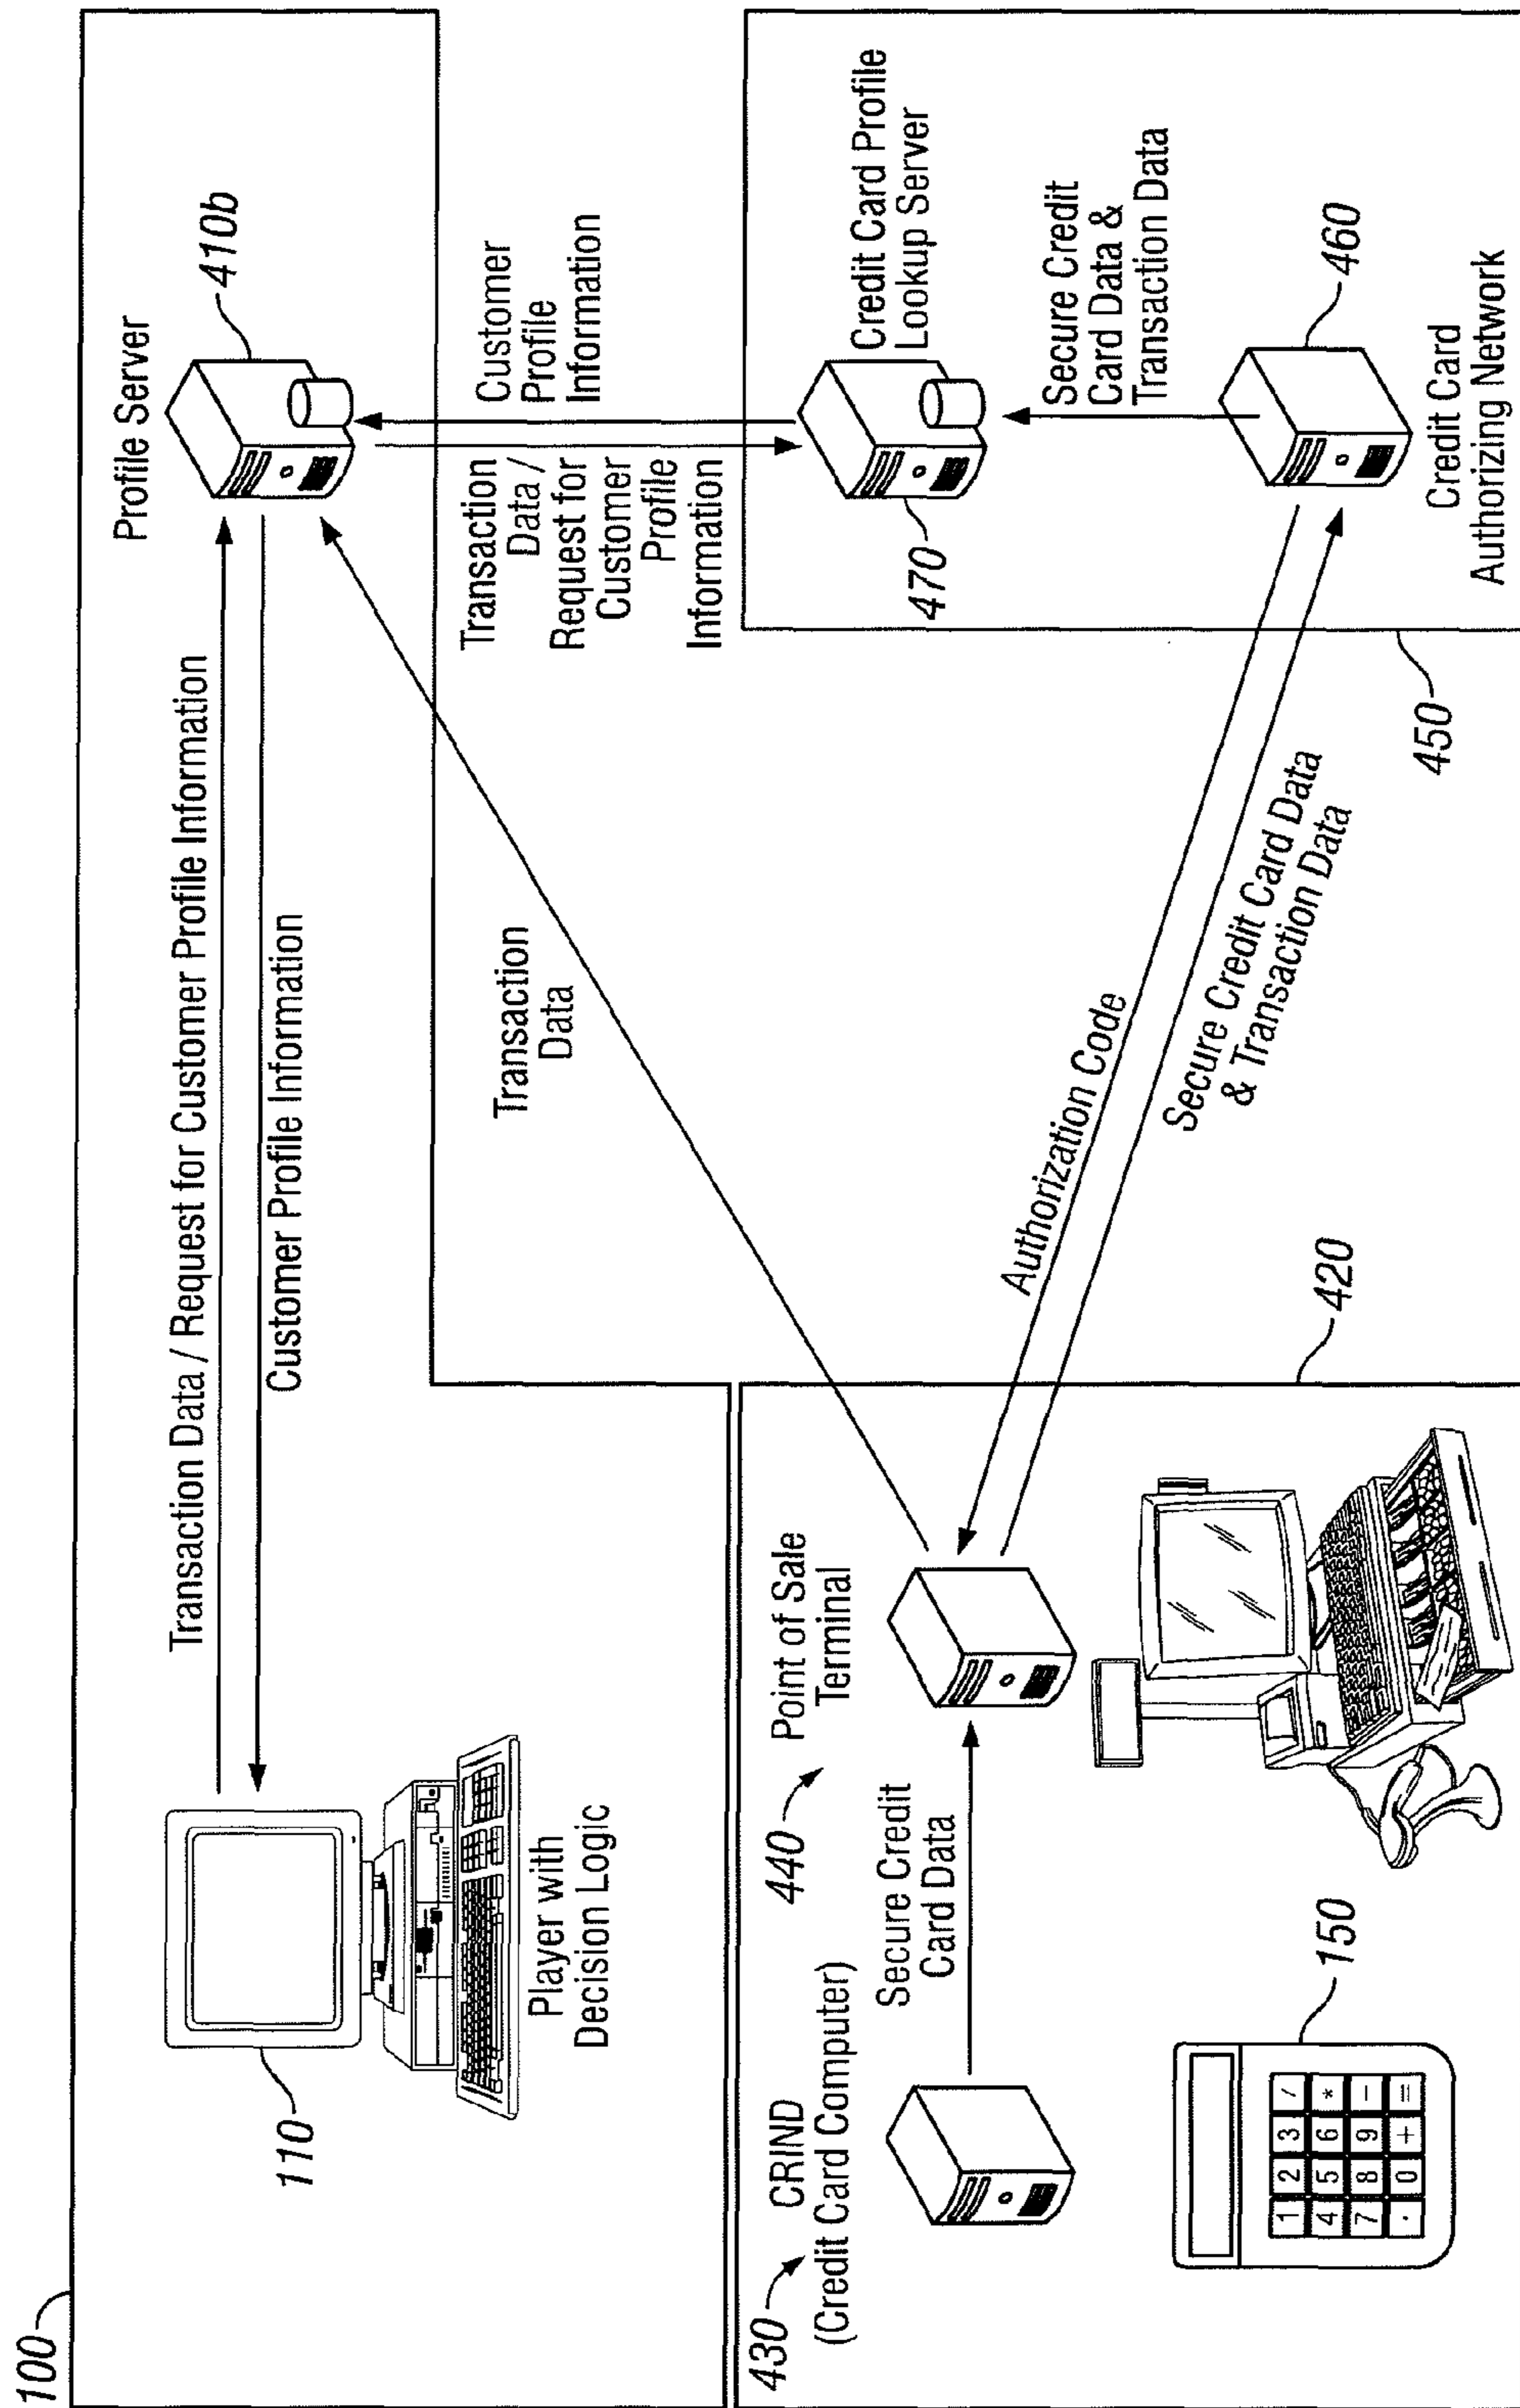 100
Transaction Data / Request for Customer Profile Information
Customer Profile Information
Profile Server
410b
110
Player with
Decision Logic
Transaction
Data
Customer
Profile
Information
Transaction
Data /
Request for
Customer
Profile
Information
430
CRIND
(Credit Card Computer)
Secure Credit
Card Data
440
Point of Sale
Terminal
Authorization Code
Secure Credit Card Data
& Transaction Data
Credit Card Profile
Lookup Server
470
Secure Credit
Card Data &
Transaction Data
460
Credit Card
Authorizing Network
450
420
150
1 2 3 /
4 5 6 *
7 8 9 −
. 0 + =